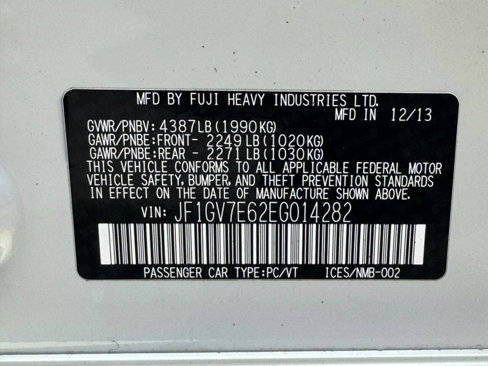 MFD BY FUJI HEAVY INDUSTRIES LTD.
MFD IN 12/13
GVWR/PNBV: 4387LB(1990KG)
GAWR/PNBE:FRONT- 2249LB(1020KG)
GAWR/PNBE:REAR - 2271LB(1030KG)
THIS VEHICLE CONFORMS TO ALL APPLICABLE FEDERAL MOTOR
VEHICLE SAFETY, BUMPER, AND THEFT PREVENTION STANDARDS
IN EFFECT ON THE DATE OF MANUFACTURE SHOWN ABOVE.
VIN: JF1GV7E62EG014282
PASSENGER CAR TYPE:PC/VT ICES/NMB-002